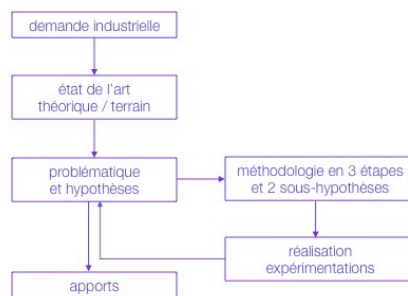 demande industrielle
état de l'art
théorique / terrain
problématique
et hypothèses
méthodologie en 3 étapes
et 2 sous-hypothèses
réalisation
expérimentations
apports